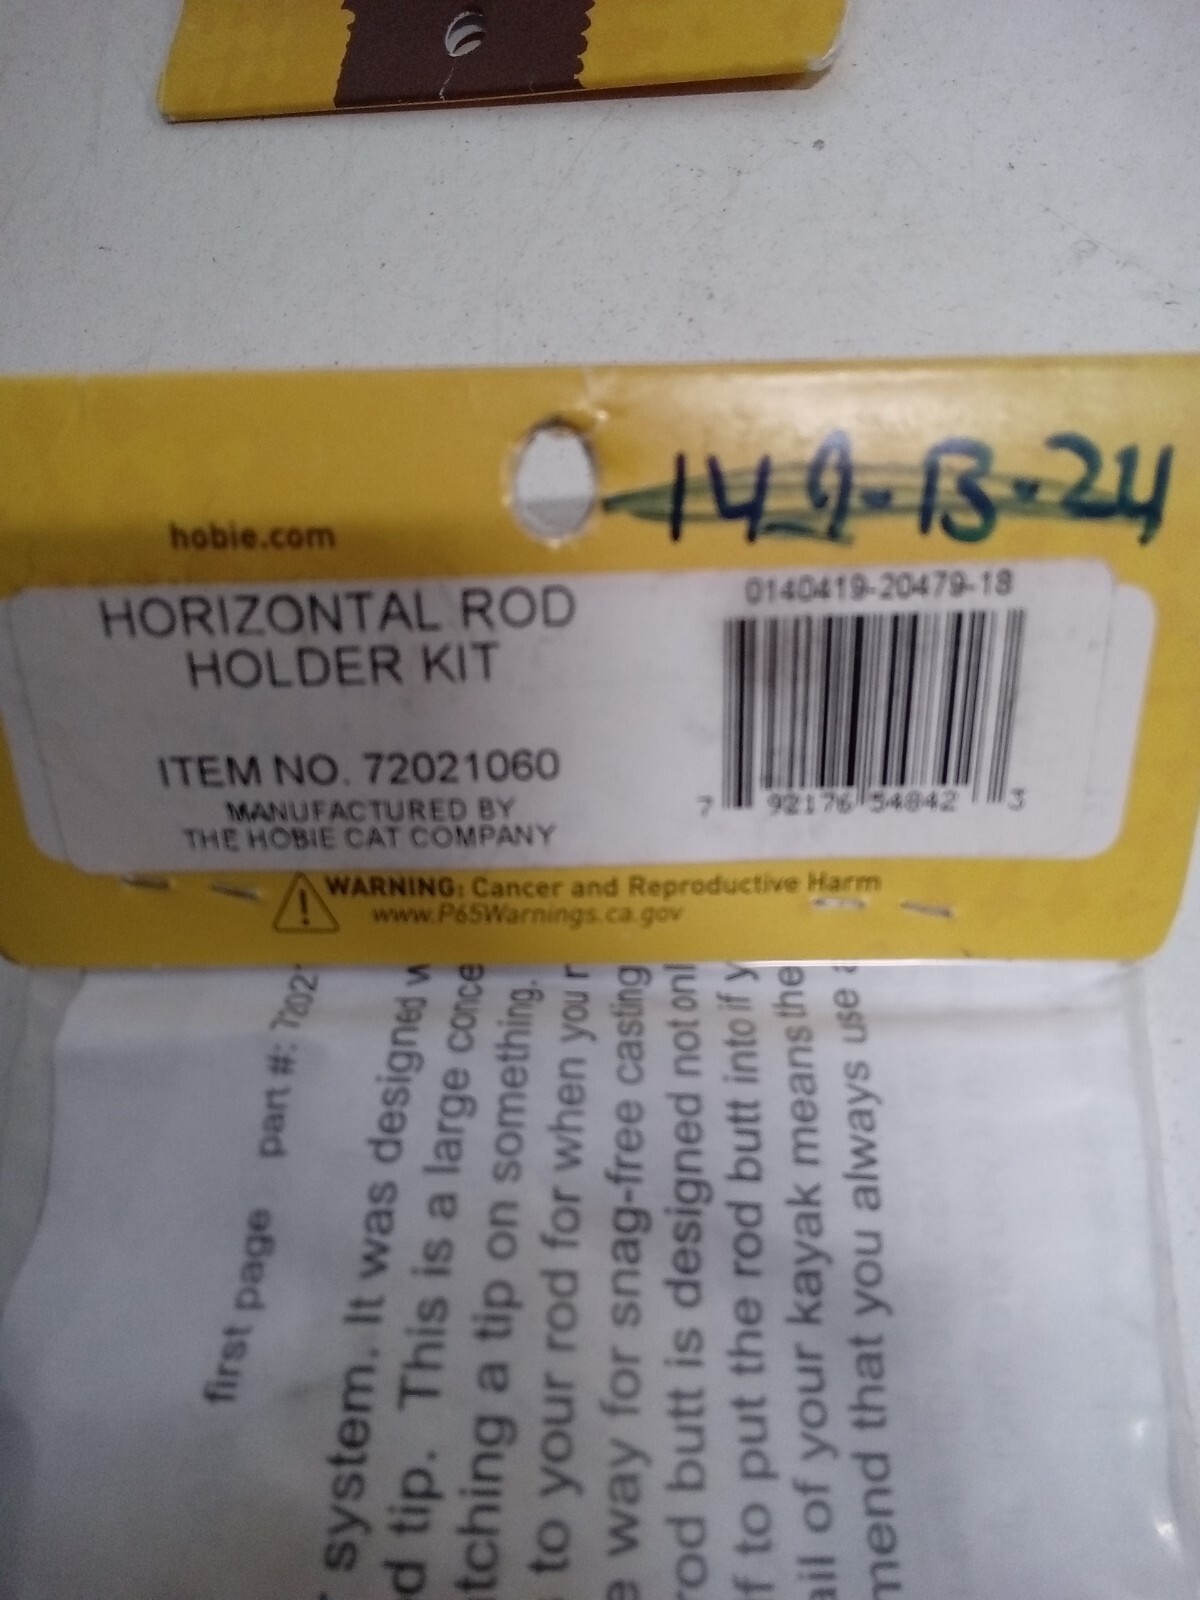 149-B-24
hobie.com
0140419-20479-18
HORIZONTAL ROD
HOLDER KIT
ITEM NO. 72021060
MANUFACTURED BY
THE HOBIE CAT COMPANY
7 92176 54842 3
WARNING: Cancer and Reproductive Harm
www.P65Warnings.ca.gov
first page part #:
system. It was designed
tip. This is a large
a tip on something.
to your rod for when you
way for snag-free casting
rod butt is designed not
to put the rod butt into if
of your kayak means the
that you always use